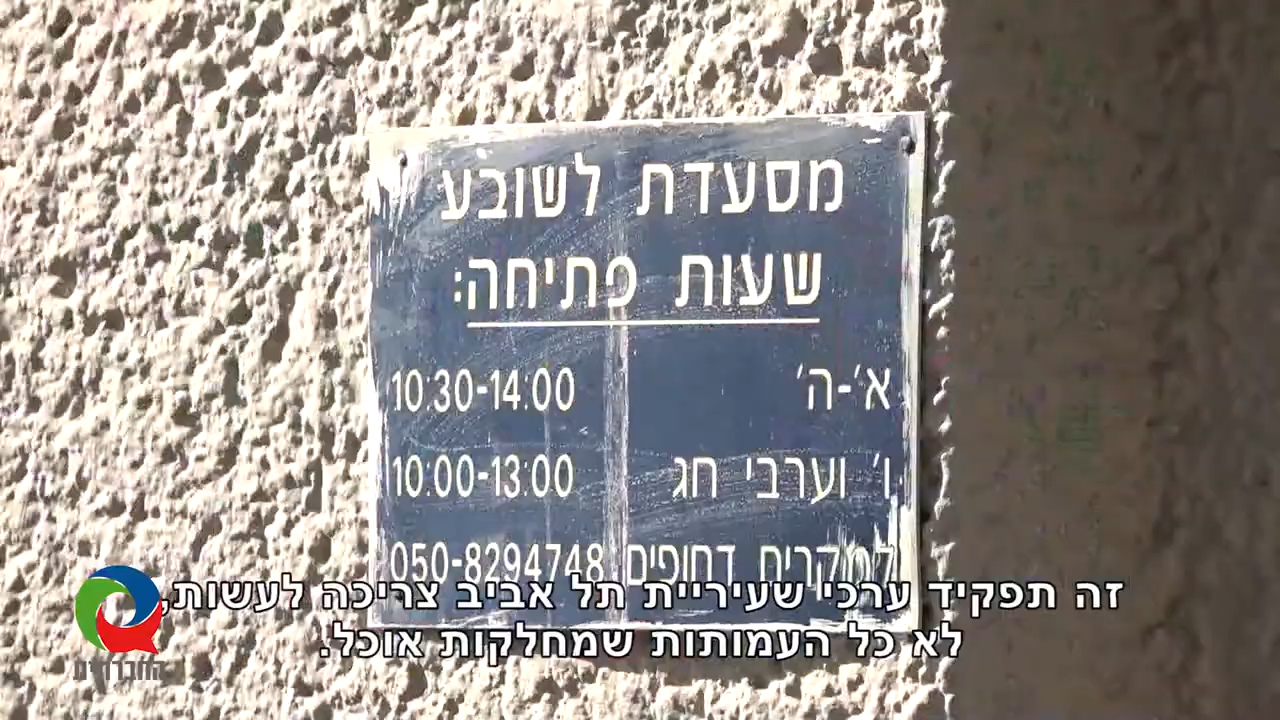 מסעדת לשובע
שעות פתיחה:
א׳-ה׳ 10:30-14:00
ו׳ וערבי חג 10:00-13:00
למקרים דחופים 050-8294748
זה תפקיד ערכי שעיריית תל אביב צריכה לעשות,
לא כל העמותות שמחלקות אוכל.